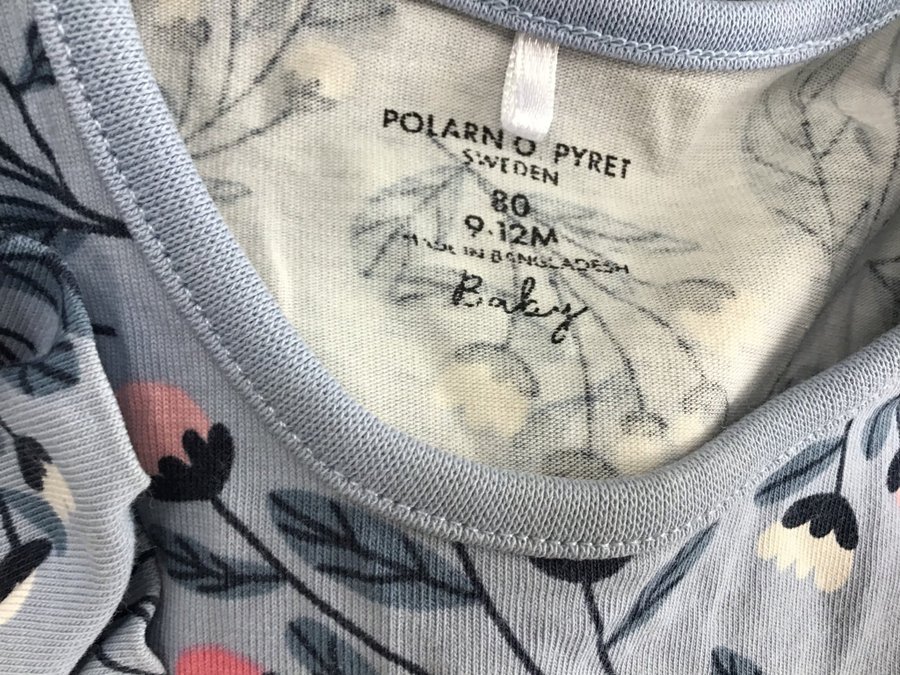 POLARN O. PYRET
SWEDEN
80
9-12M
MADE IN BANGLADESH
Baby